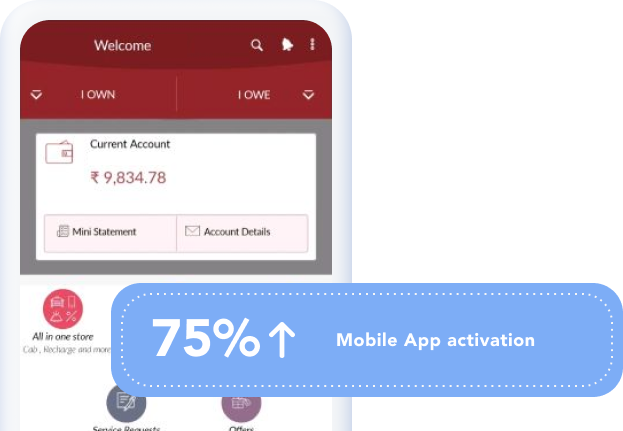 Welcome
I OWN
I OWE
Current Account
₹ 9,834.78
Mini Statement
Account Details
75%↑ Mobile App activation
All in one store
Cab , Recharge and more
Service Requests
Offers